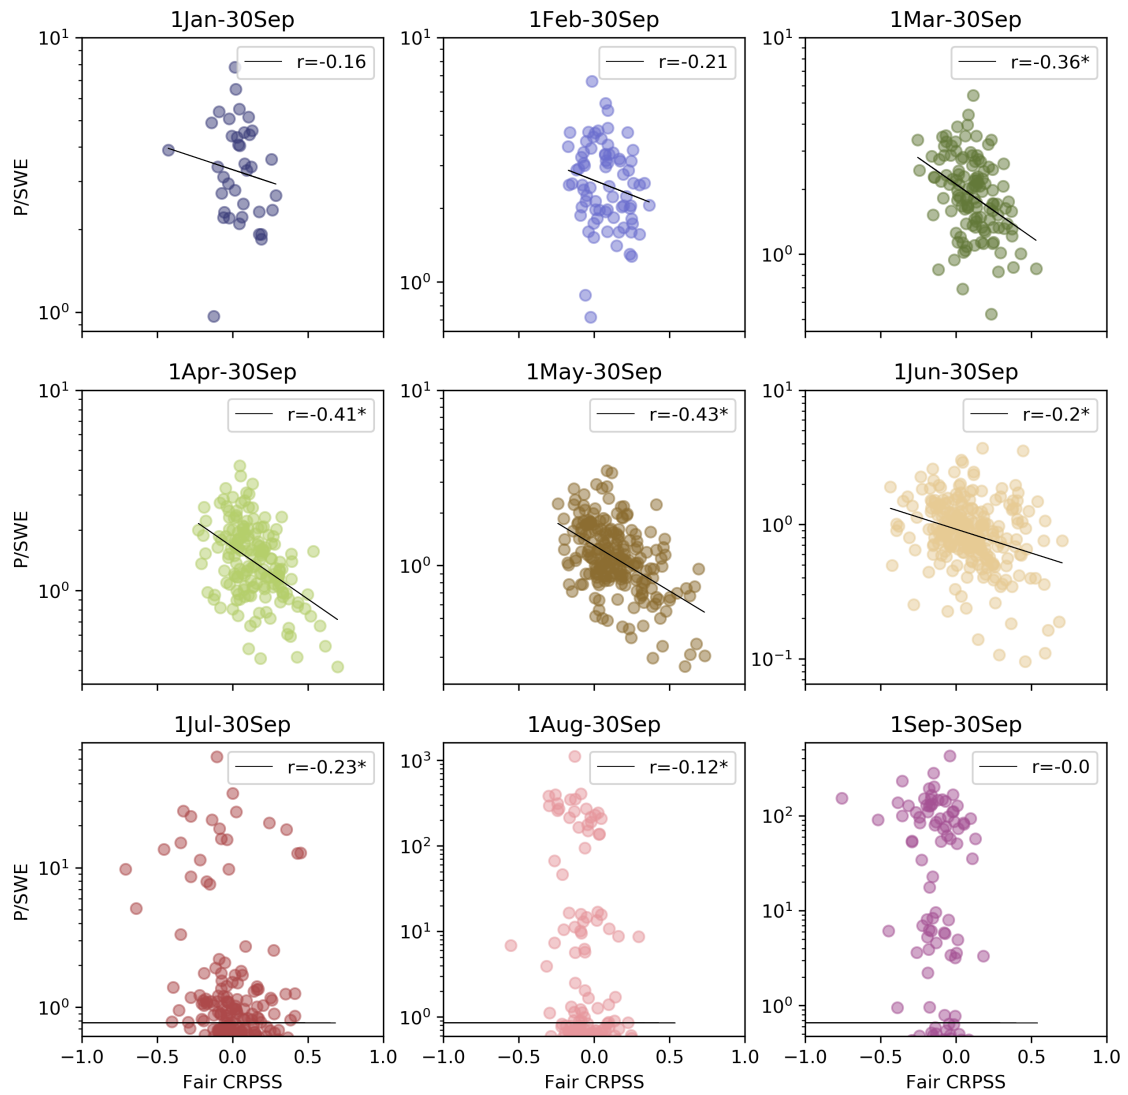 1Jan-30Sep 1Feb-30Sep 1Mar-30Sep
10¹ 10¹ 10¹
r=-0.16 r=-0.21 r=-0.36*
P/SWE
10⁰ 10⁰ 10⁰
1Apr-30Sep 1May-30Sep 1Jun-30Sep
10¹ 10¹ 10¹
r=-0.41* r=-0.43* r=-0.2*
P/SWE
10⁰ 10⁰ 10⁰
10⁻¹
1Jul-30Sep 1Aug-30Sep 1Sep-30Sep
r=-0.23* r=-0.12* r=-0.0
10³
10² 10²
P/SWE
10¹ 10¹ 10¹
10⁰ 10⁰ 10⁰
−1.0 −0.5 0.0 0.5 1.0 −1.0 −0.5 0.0 0.5 1.0 −1.0 −0.5 0.0 0.5 1.0
Fair CRPSS Fair CRPSS Fair CRPSS